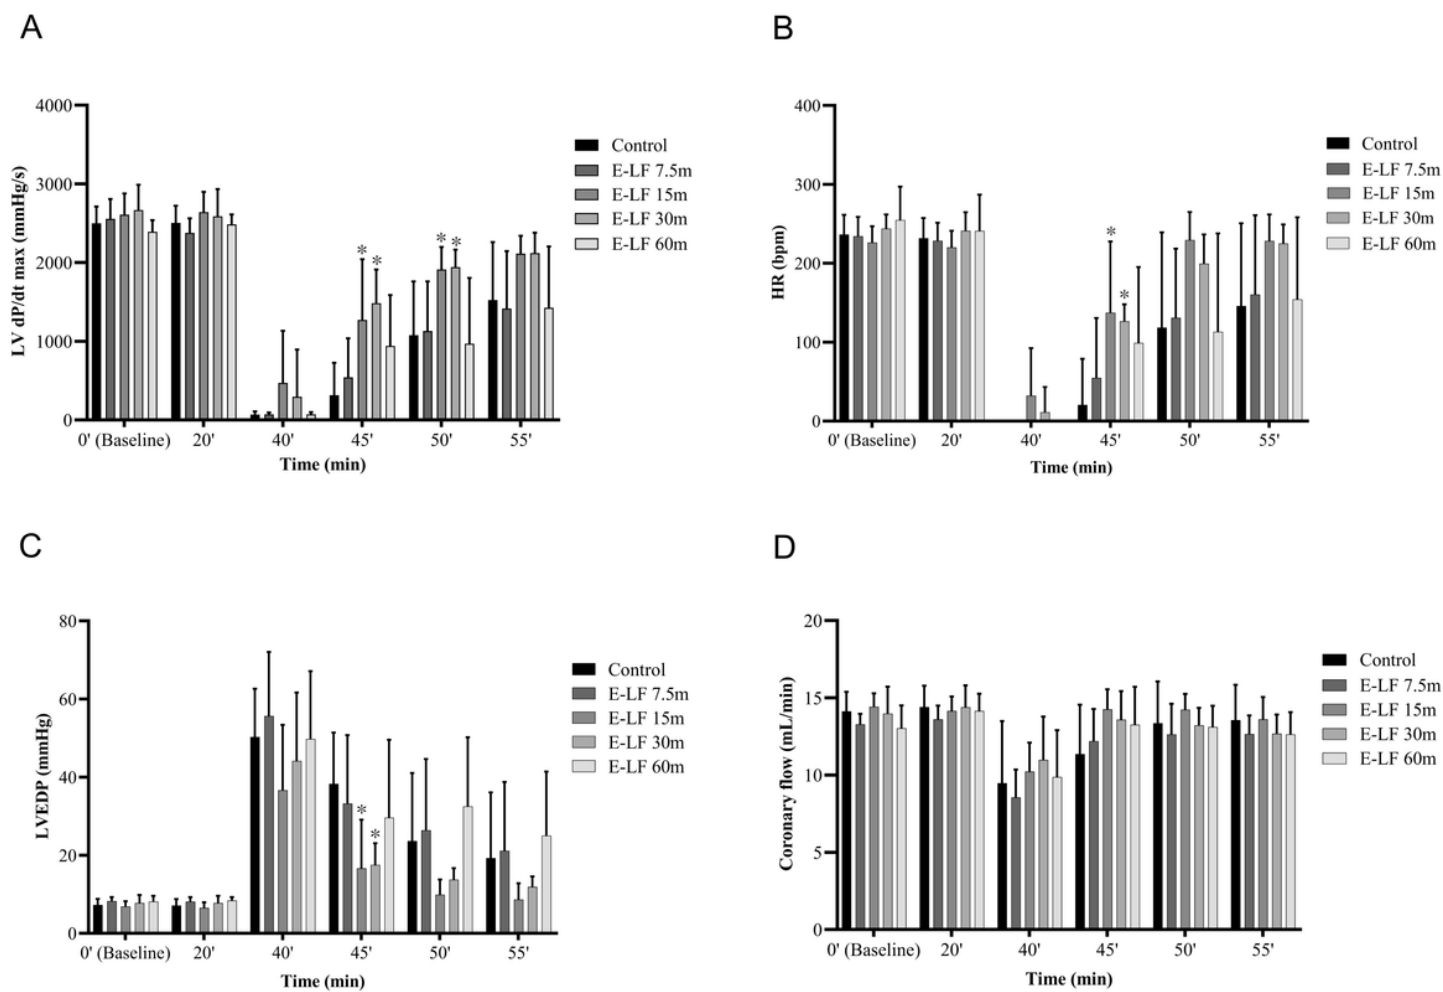 A
B
4000
3000
2000
1000
0
LV dP/dt max (mmHg/s)
* * * *
0' (Baseline) 20' 40' 45' 50' 55'
Time (min)
Control
E-LF 7.5m
E-LF 15m
E-LF 30m
E-LF 60m
400
300
200
100
0
HR (bpm)
* *
0' (Baseline) 20' 40' 45' 50' 55'
Time (min)
Control
E-LF 7.5m
E-LF 15m
E-LF 30m
E-LF 60m
C
D
80
60
40
20
0
LVEDP (mmHg)
* *
0' (Baseline) 20' 40' 45' 50' 55'
Time (min)
Control
E-LF 7.5m
E-LF 15m
E-LF 30m
E-LF 60m
20
15
10
5
0
Coronary flow (mL/min)
0' (Baseline) 20' 40' 45' 50' 55'
Time (min)
Control
E-LF 7.5m
E-LF 15m
E-LF 30m
E-LF 60m